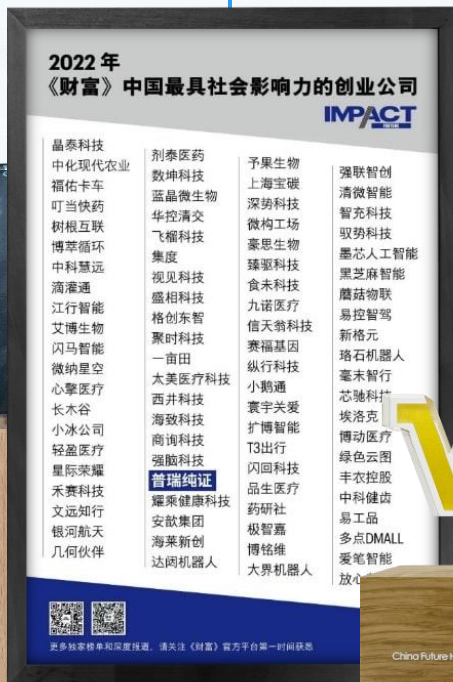 2022年
《财富》中国最具社会影响力的创业公司
IMPACT
FORTUNE
晶泰科技
中化现代农业
福佑卡车
叮当快药
树根互联
博萃循环
中科慧远
滴灌通
江行智能
艾博生物
闪马智能
微纳星空
心擎医疗
长木谷
小冰公司
轻盈医疗
星际荣耀
禾赛科技
文远知行
银河航天
几何伙伴
剂泰医药
数坤科技
蓝晶微生物
华控清交
飞榴科技
集度
视见科技
盛相科技
格创东智
聚时科技
一亩田
太美医疗科技
西井科技
海致科技
商询科技
强脑科技
普瑞纯证
耀乘健康科技
安歆集团
海莱新创
达闼机器人
予果生物
上海宝碳
深势科技
微构工场
豪思生物
臻驱科技
食未科技
九诺医疗
信天翁科技
赛福基因
纵行科技
小鹅通
寰宇关爱
扩博智能
T3出行
闪回科技
品生医疗
药研社
极智嘉
博铭维
大界机器人
强联智创
清微智能
智充科技
驭势科技
墨芯人工智能
黑芝麻智能
蘑菇物联
易控智驾
新格元
珞石机器人
毫末智行
芯驰科技
埃洛克
博动医疗
绿色云图
丰农控股
中科健齿
易工品
多点DMALL
爱笔智能
放心
更多独家榜单和深度报道，请关注《财富》官方平台第一时间获悉
China Future